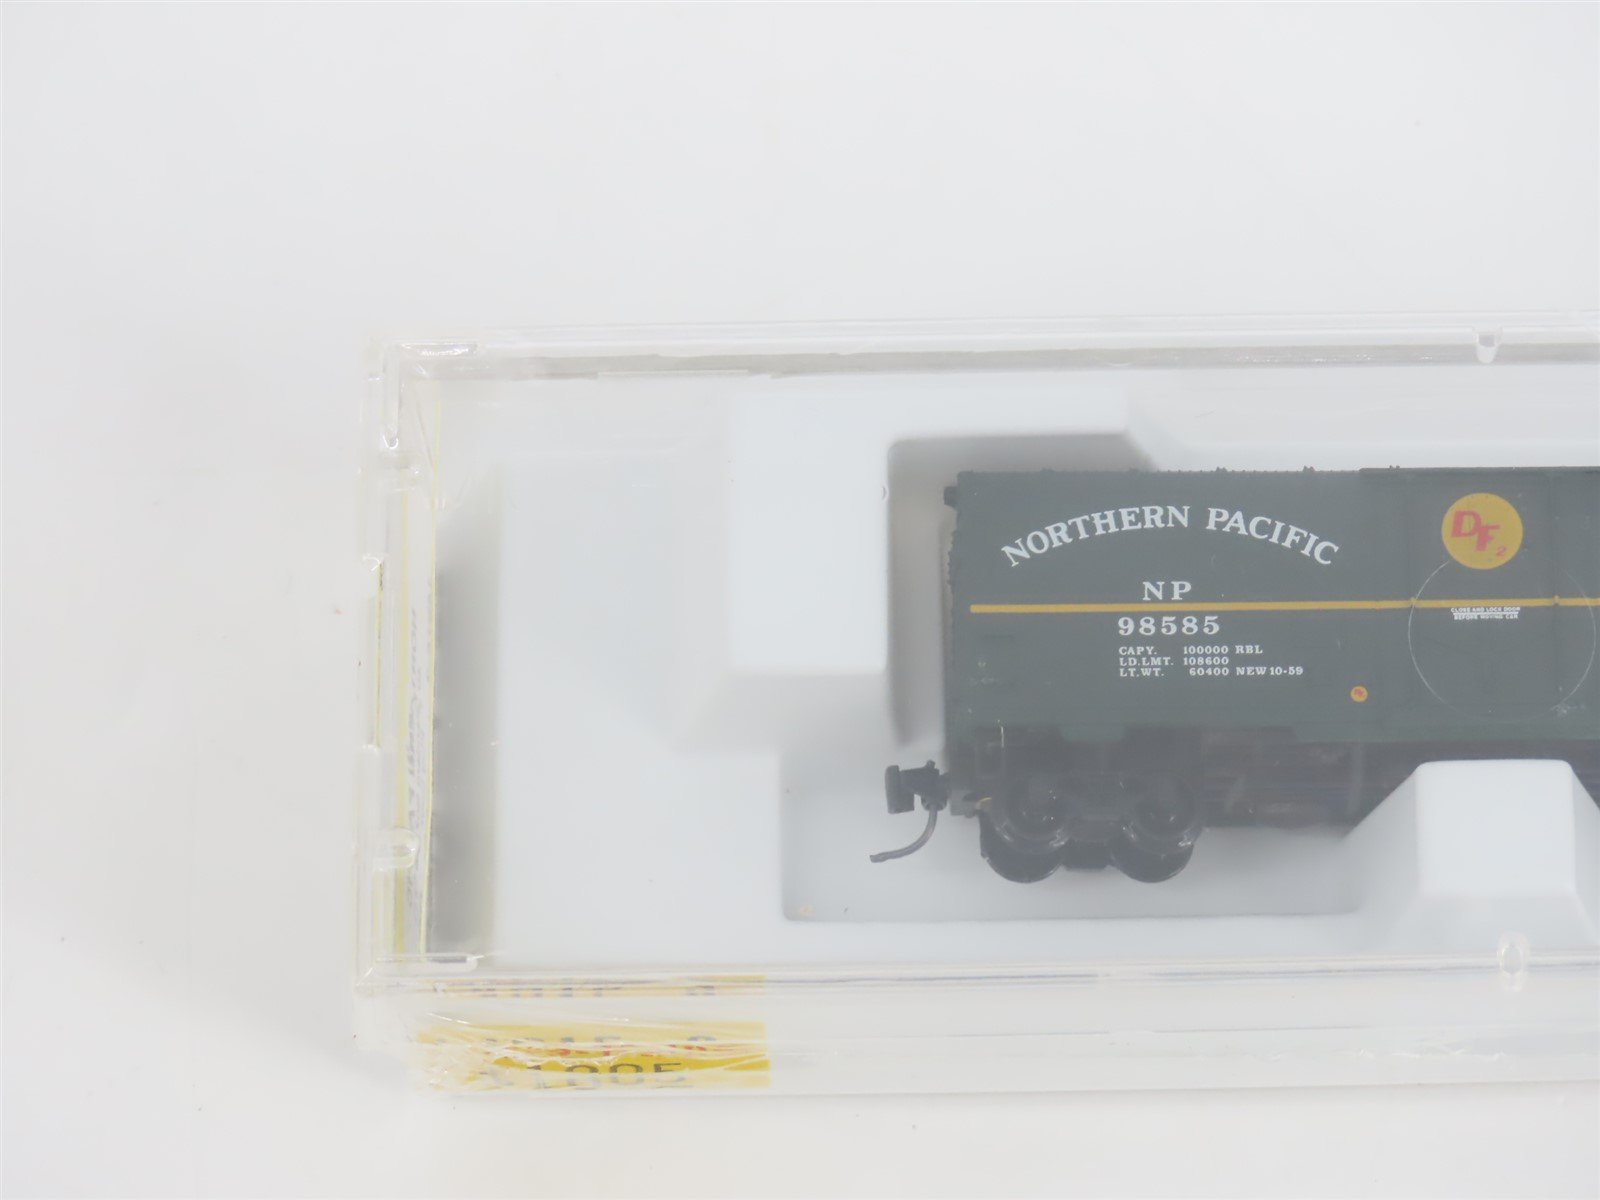 NORTHERN PACIFIC
DF2
NP
98585
CLOSE AND LOCK DOOR
BEFORE MOVING CAR
CAPY. 100000 RBL
LD.LMT. 108600
LT.WT. 60400 NEW 10-59